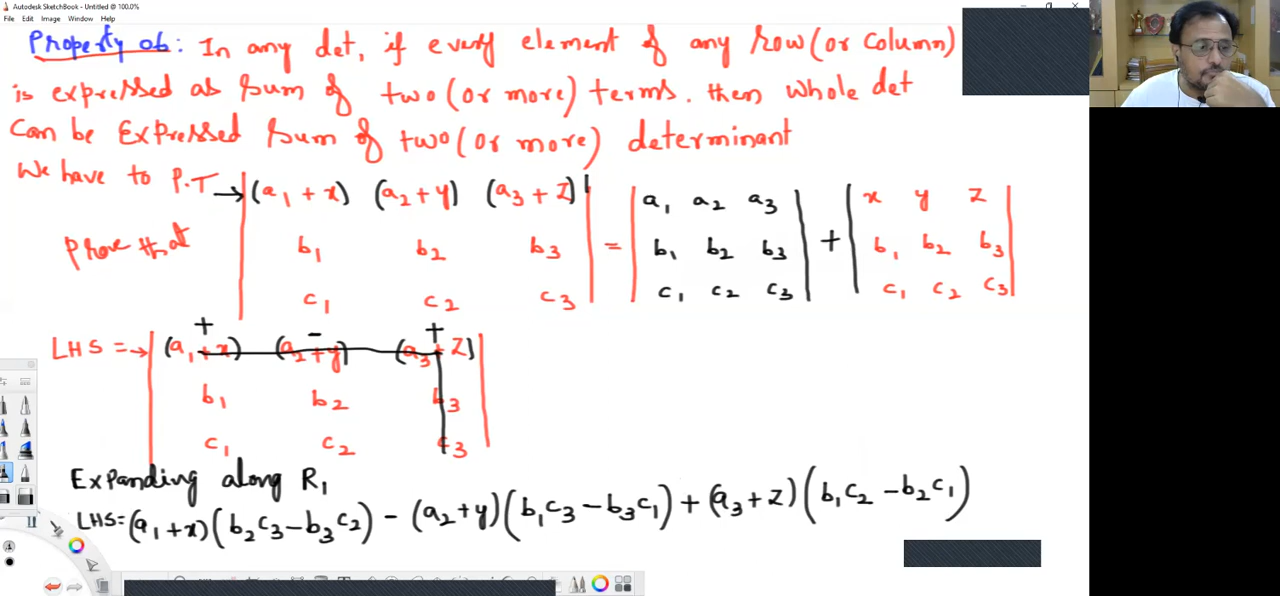 Autodesk SketchBook - Untitled @ 100.0%
File Edit Image Window Help
Property 06: In any det, if every element of any row (or column)
is expressed as sum of two (or more) terms. then whole det
Can be Expressed sum of two (or more) determinant
We have to P.T → | (a₁ + x) (a₂ + y) (a₃ + z) | = | a₁ a₂ a₃ | + | x y z |
Prove that | b₁ b₂ b₃ | | b₁ b₂ b₃ | | b₁ b₂ b₃ |
| c₁ c₂ c₃ | | c₁ c₂ c₃ | | c₁ c₂ c₃ |
+ - +
LHS = → | (a₁ + x) (a₂ + y) (a₃ + z) |
| b₁ b₂ b₃ |
| c₁ c₂ c₃ |
Expanding along R₁
LHS = (a₁ + x)(b₂c₃ - b₃c₂) - (a₂ + y)(b₁c₃ - b₃c₁) + (a₃ + z)(b₁c₂ - b₂c₁)